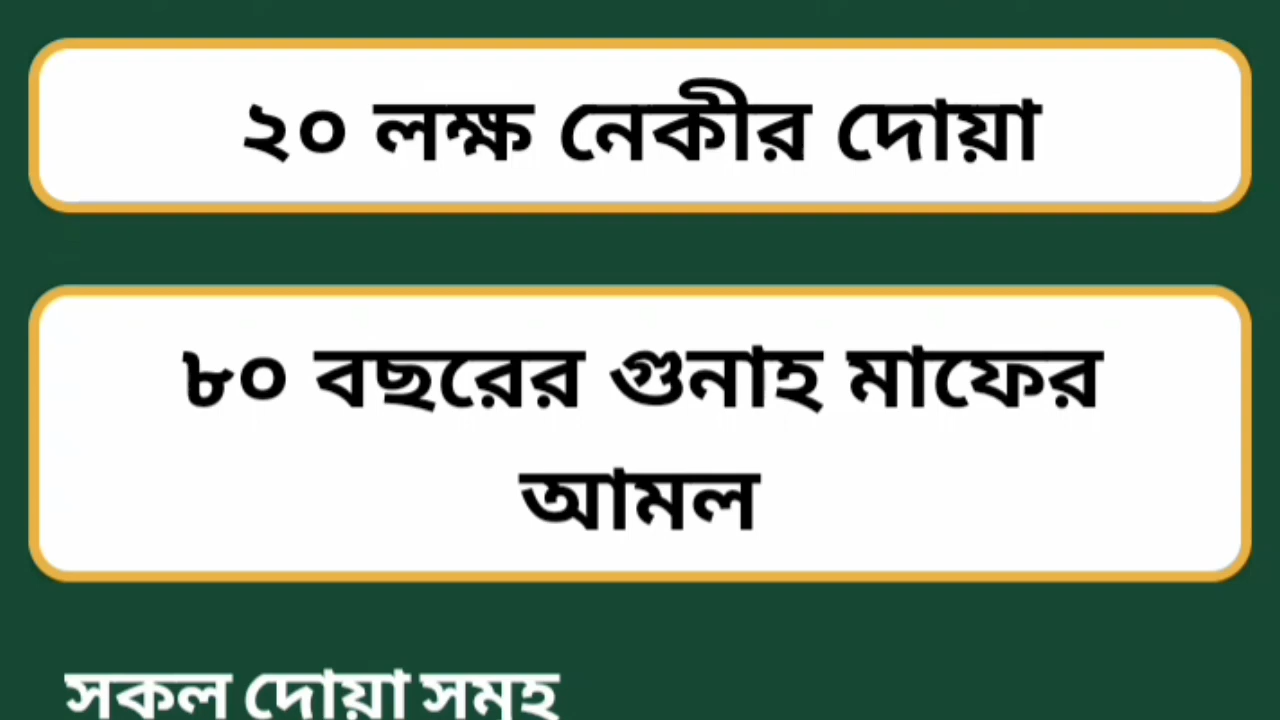 ২০ লক্ষ নেকীর দোয়া
৮০ বছরের গুনাহ মাফের
আমল
সকল দোয়া সমূহ